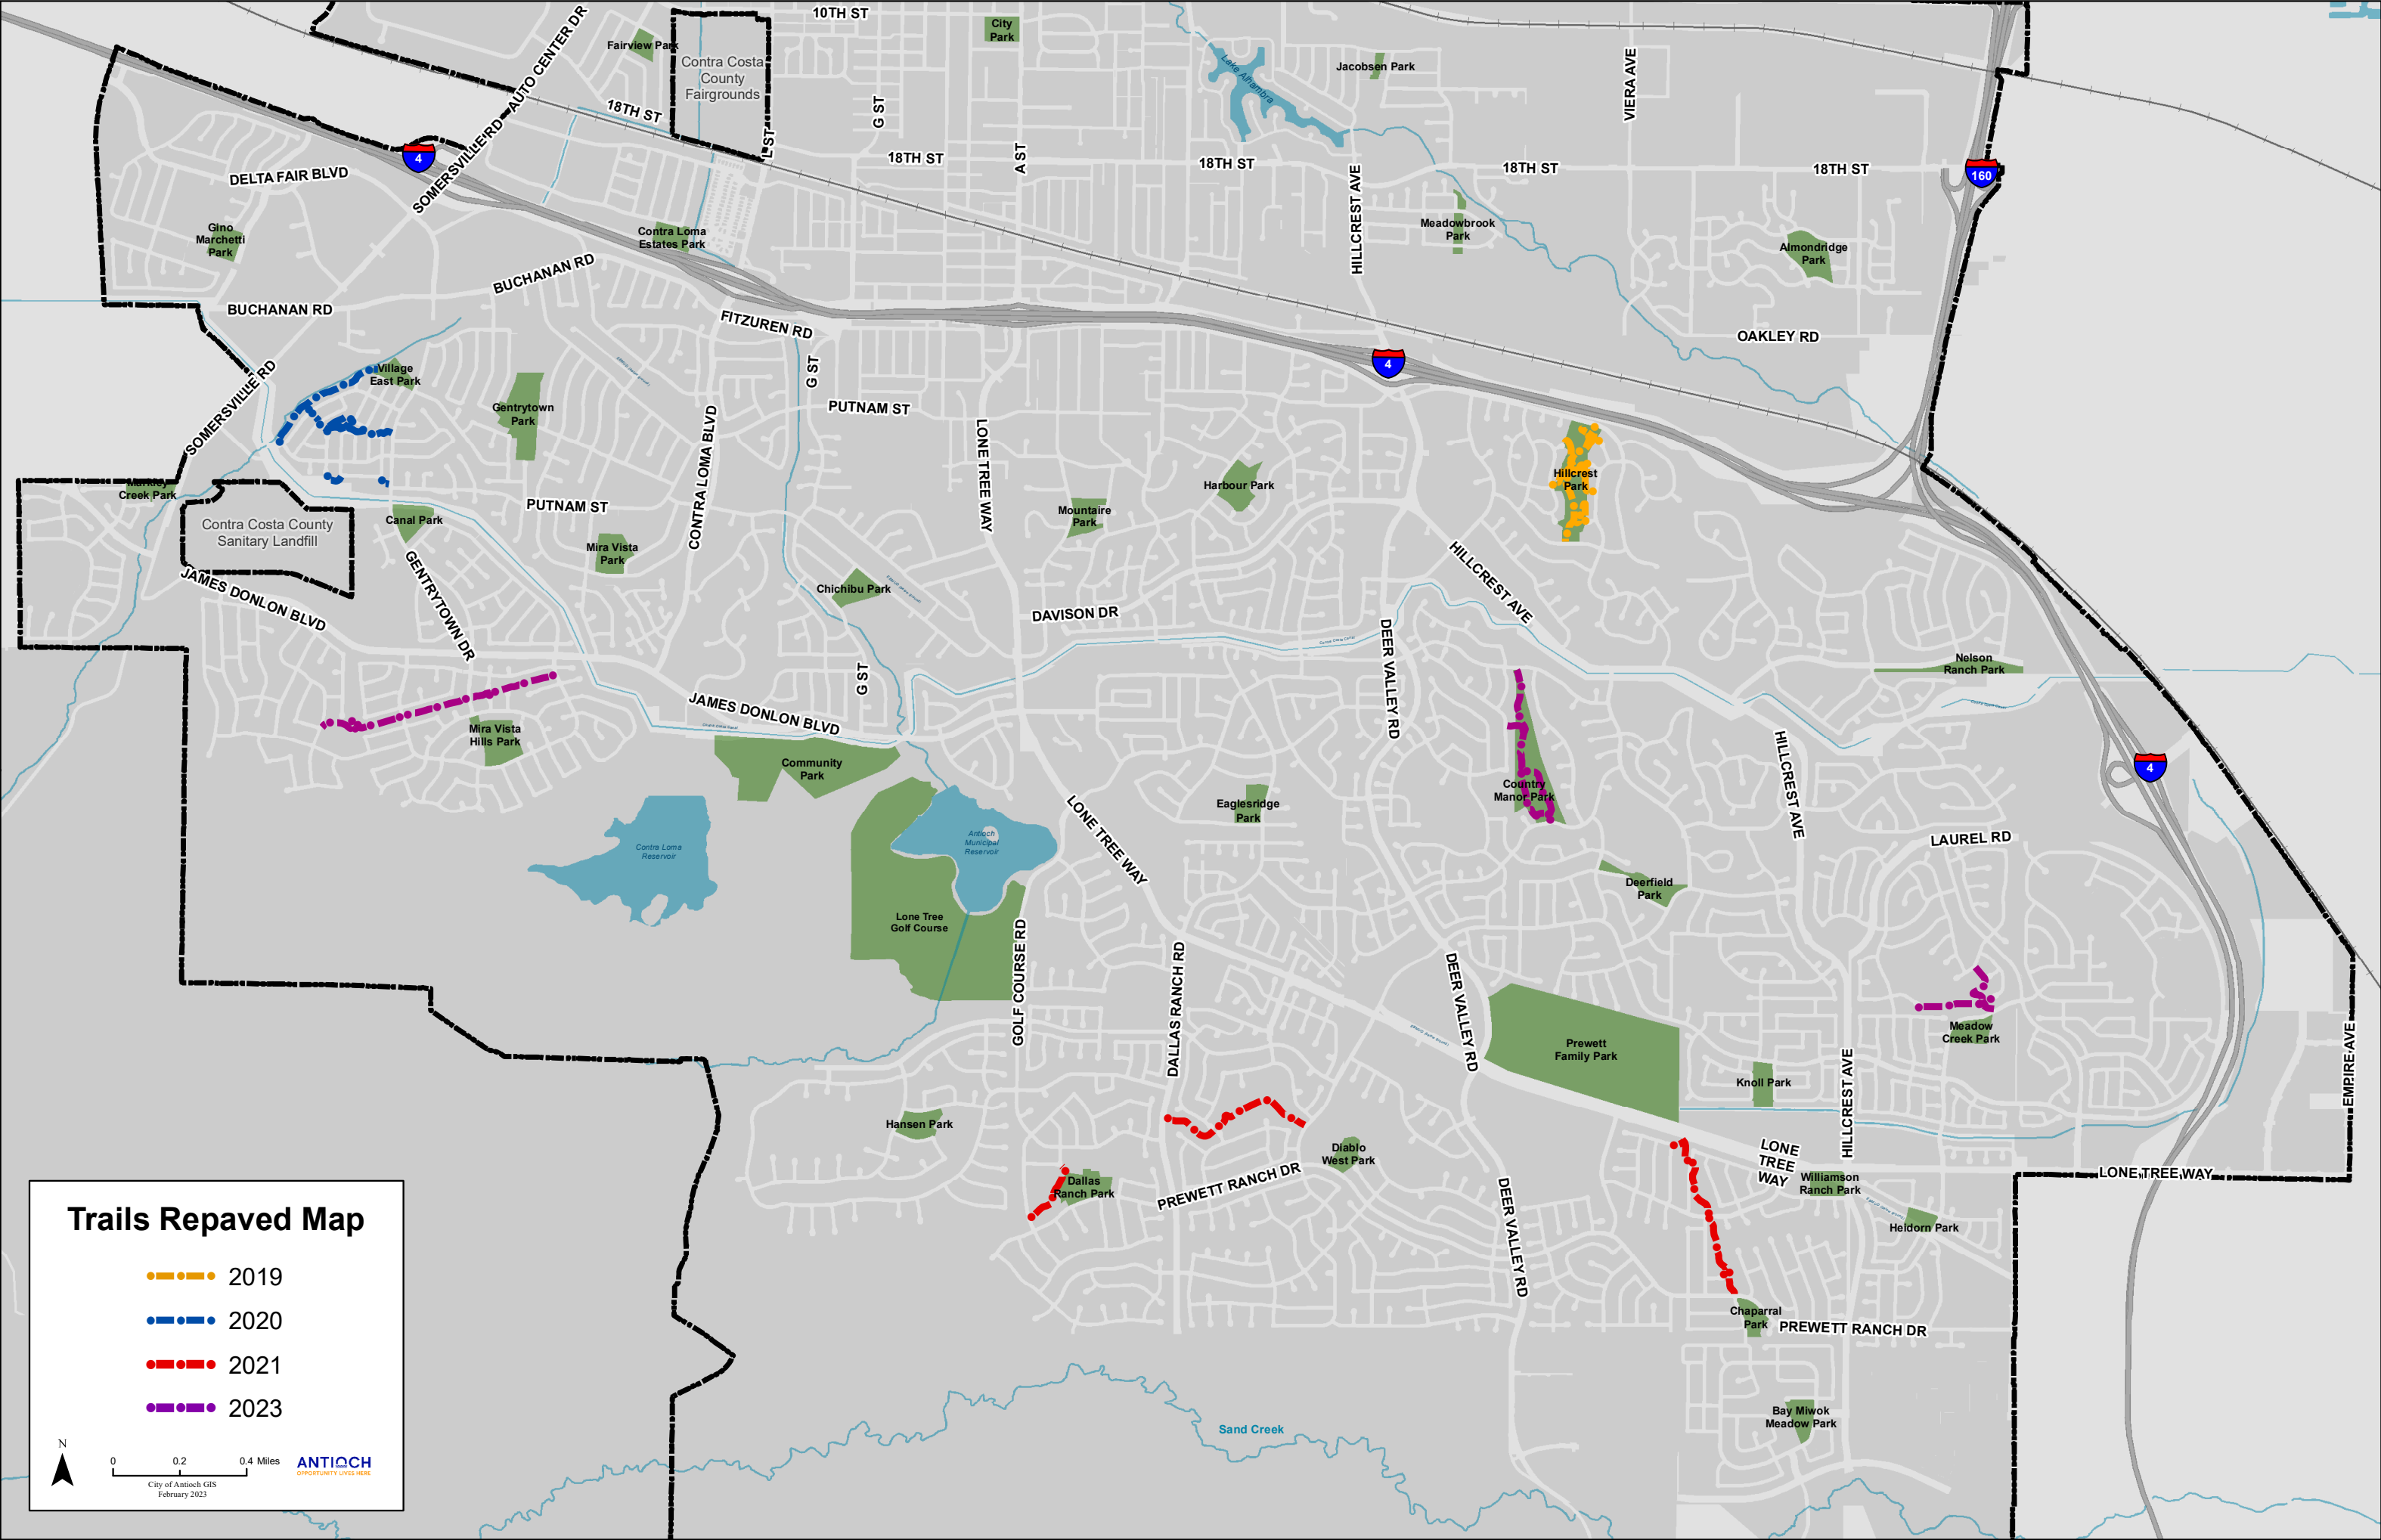 10TH ST
City
Park
Fairview Park
Contra Costa
County
Fairgrounds
Jacobsen Park
Lake Alhambra
AUTO CENTER DR
VIERA AVE
18TH ST
G ST
L ST
A ST
18TH ST
18TH ST
18TH ST
18TH ST
4
160
SOMERSVILLE RD
DELTA FAIR BLVD
HILLCREST AVE
Gino
Marchetti
Park
Contra Loma
Estates Park
Meadowbrook
Park
Almondridge
Park
BUCHANAN RD
BUCHANAN RD
FITZUREN RD
OAKLEY RD
4
SOMERSVILLE RD
Village
East Park
G ST
Gentrytown
Park
PUTNAM ST
CONTRA LOMA BLVD
LONE TREE WAY
Hillcrest
Park
Harbour Park
Markley
Creek Park
Mountaire
Park
PUTNAM ST
Canal Park
Contra Costa County
Sanitary Landfill
Mira Vista
Park
Chichibu Park
HILLCREST AVE
JAMES DONLON BLVD
GENTRYTOWN DR
DAVISON DR
DEER VALLEY RD
Nelson
Ranch Park
G ST
JAMES DONLON BLVD
Mira Vista
Hills Park
Community
Park
HILLCREST AVE
4
Country
Manor Park
Eaglesridge
Park
LONE TREE WAY
Contra Loma
Reservoir
Antioch
Municipal
Reservoir
LAUREL RD
Deerfield
Park
Lone Tree
Golf Course
GOLF COURSE RD
DALLAS RANCH RD
DEER VALLEY RD
Prewett
Family Park
Meadow
Creek Park
Knoll Park
HILLCREST AVE
EMPIRE AVE
Hansen Park
Diablo
West Park
LONE
TREE
WAY
LONE TREE WAY
Dallas
Ranch Park
PREWETT RANCH DR
Williamson
Ranch Park
Heidorn Park
DEER VALLEY RD
Chaparral
Park
PREWETT RANCH DR
Bay Miwok
Meadow Park
Sand Creek
Trails Repaved Map
2019
2020
2021
2023
N
0 0.2 0.4 Miles
City of Antioch GIS
February 2023
ANTIOCH
OPPORTUNITY LIVES HERE